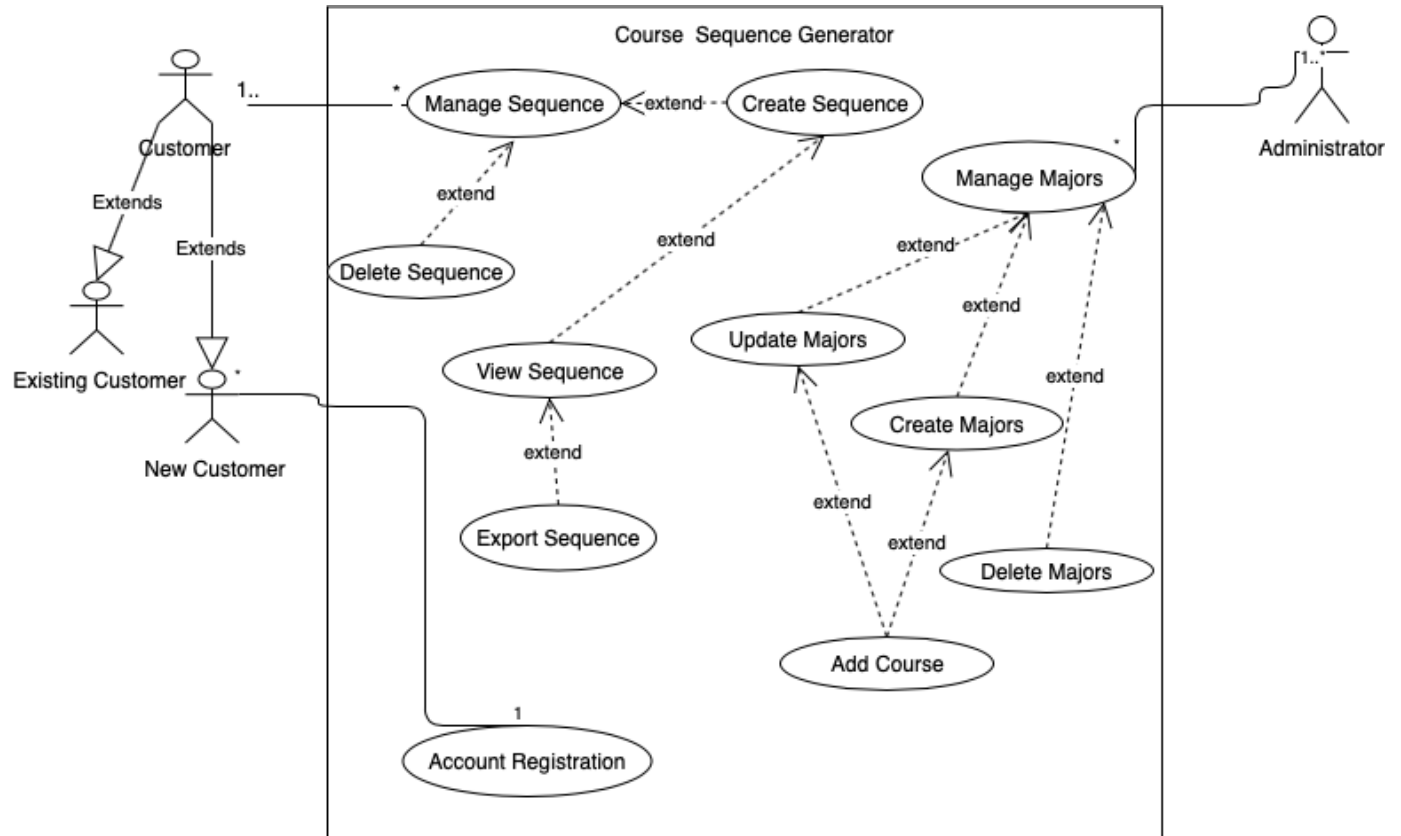 Course Sequence Generator
1..*
1..
*
Manage Sequence
extend
Create Sequence
Customer
*
Administrator
Manage Majors
Extends
extend
Extends
extend
extend
Delete Sequence
extend
Update Majors
View Sequence
Existing Customer
*
extend
Create Majors
extend
New Customer
extend
extend
Export Sequence
extend
Delete Majors
Add Course
1
Account Registration